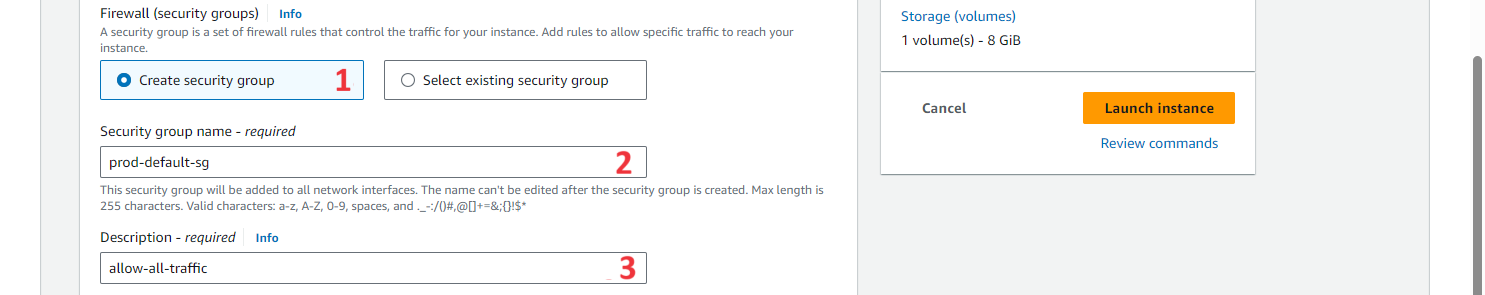 Firewall (security groups) Info
A security group is a set of firewall rules that control the traffic for your instance. Add rules to allow specific traffic to reach your
instance.
Create security group 1
Select existing security group
Security group name - required
prod-default-sg 2
This security group will be added to all network interfaces. The name can't be edited after the security group is created. Max length is
255 characters. Valid characters: a-z, A-Z, 0-9, spaces, and ._-:/()#,@[]+=&;{}!$*
Description - required Info
allow-all-traffic 3
Storage (volumes)
1 volume(s) - 8 GiB
Cancel
Launch instance
Review commands